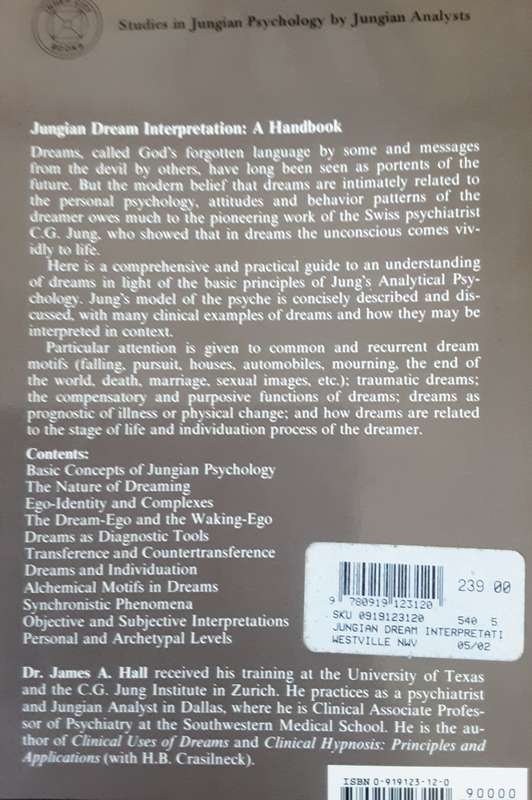 INNER CITY
BOOKS
Studies in Jungian Psychology by Jungian Analysts
Jungian Dream Interpretation: A Handbook
Dreams, called God's forgotten language by some and messages
from the devil by others, have long been seen as portents of the
future. But the modern belief that dreams are intimately related to
the personal psychology, attitudes and behavior patterns of the
dreamer owes much to the pioneering work of the Swiss psychiatrist
C.G. Jung, who showed that in dreams the unconscious comes viv-
idly to life.
Here is a comprehensive and practical guide to an understanding
of dreams in light of the basic principles of Jung's Analytical Psy-
chology. Jung's model of the psyche is concisely described and dis-
cussed, with many clinical examples of dreams and how they may be
interpreted in context.
Particular attention is given to common and recurrent dream
motifs (falling, pursuit, houses, automobiles, mourning, the end of
the world, death, marriage, sexual images, etc.); traumatic dreams;
the compensatory and purposive functions of dreams; dreams as
prognostic of illness or physical change; and how dreams are related
to the stage of life and individuation process of the dreamer.
Contents:
Basic Concepts of Jungian Psychology
The Nature of Dreaming
Ego-Identity and Complexes
The Dream-Ego and the Waking-Ego
Dreams as Diagnostic Tools
Transference and Countertransference
Dreams and Individuation
Alchemical Motifs in Dreams
Synchronistic Phenomena
Objective and Subjective Interpretations
Personal and Archetypal Levels
239 00
9 780919 123120
SKU 0919123120 540 5
JUNGIAN DREAM INTERPRETATI
WESTVILLE NWV 05/02
Dr. James A. Hall received his training at the University of Texas
and the C.G. Jung Institute in Zurich. He practices as a psychiatrist
and Jungian Analyst in Dallas, where he is Clinical Associate Profes-
sor of Psychiatry at the Southwestern Medical School. He is the au-
thor of Clinical Uses of Dreams and Clinical Hypnosis: Principles and
Applications (with H.B. Crasilneck).
ISBN 0-919123-12-0
90000